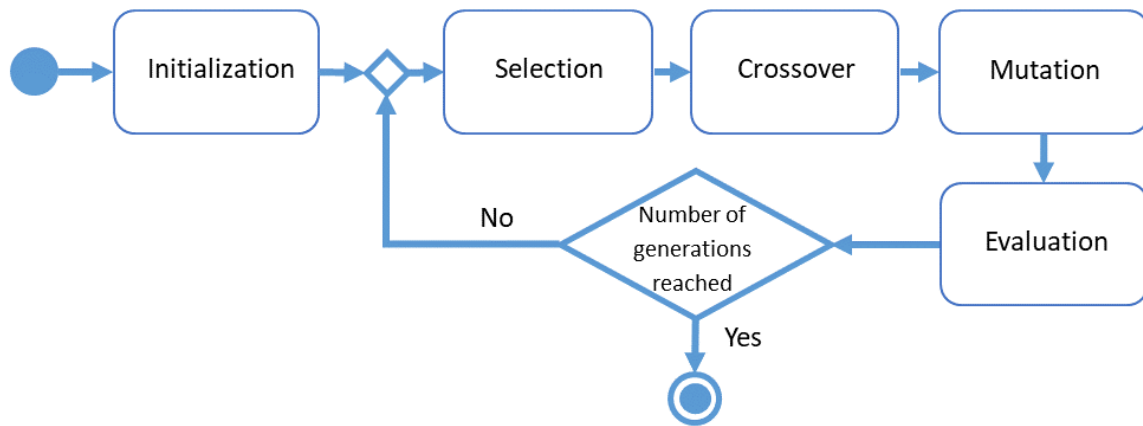 Initialization
Selection
Crossover
Mutation
Evaluation
Number of
generations
reached
No
Yes